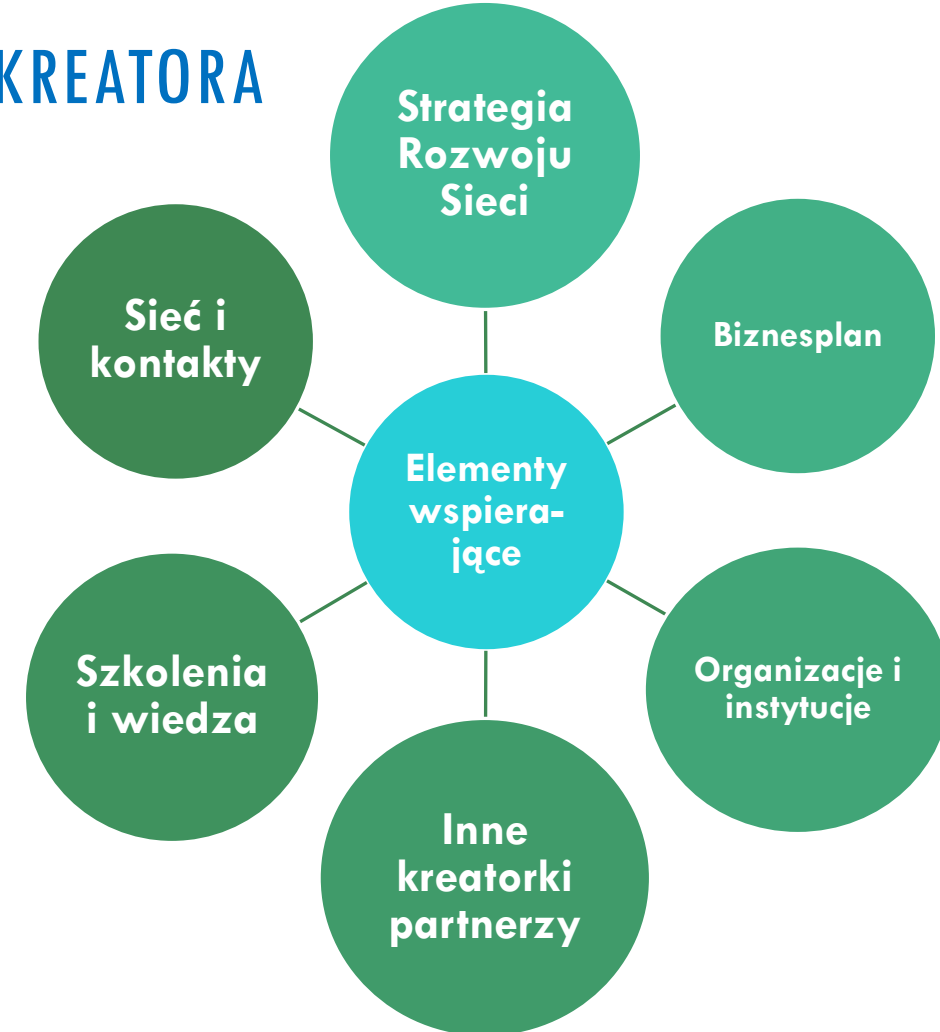 KREATORA
Strategia
Rozwoju
Sieci
Biznesplan
Organizacje i
instytucje
Inne
kreatorki
partnerzy
Szkolenia
i wiedza
Sieć i
kontakty
Elementy
wspiera-
jące